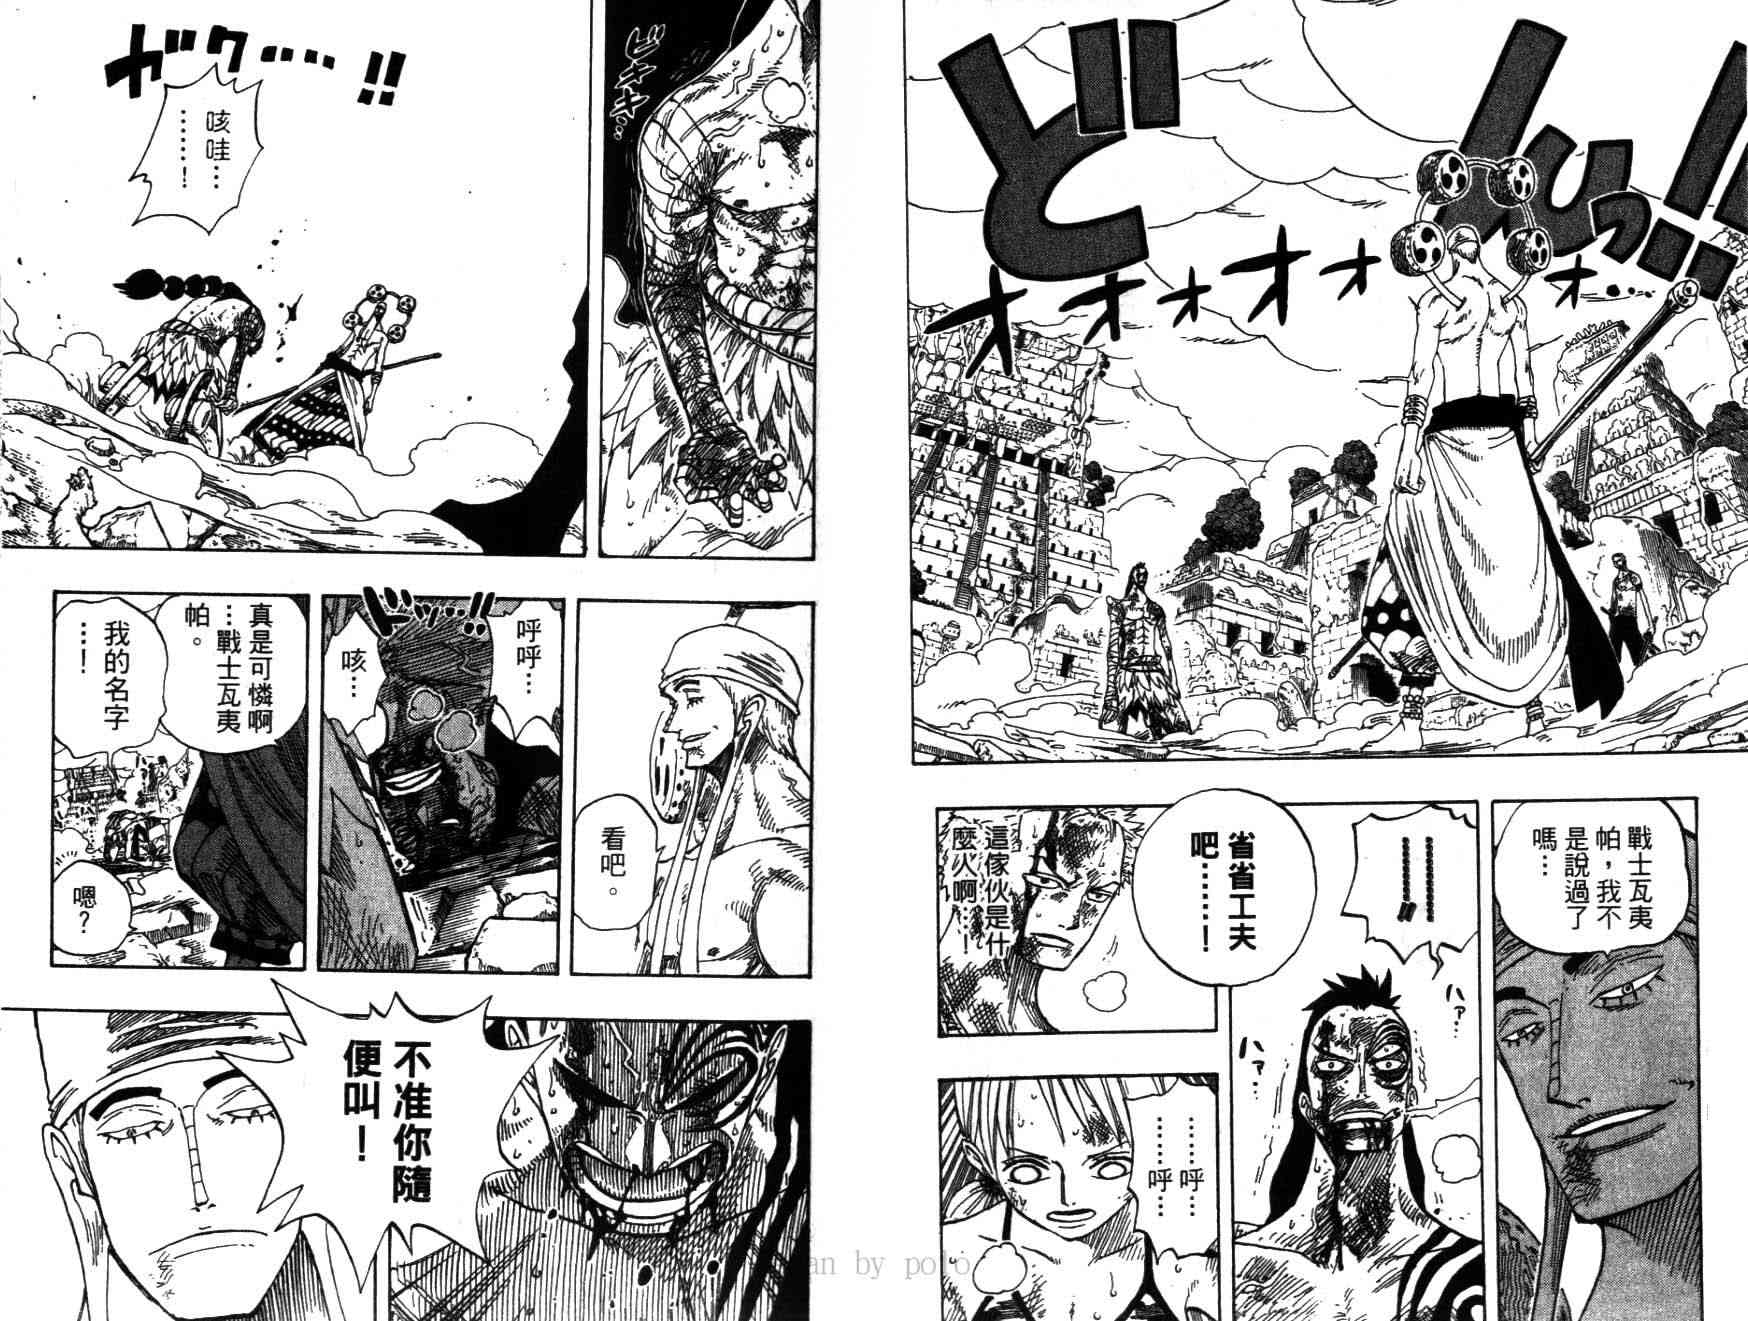 どん!!
オオオオオオ…
戰士瓦夷
帕，我不
是說過了
嗎…
…………!!
ハァ…
ハァ…
省省工夫
吧……！
這傢伙是什
麼火啊…！
……呼…
……呼…
ビキキ…
ガク…!!
咳哇…
……！
看吧。
ドドッ…!!
呼呼…
咳…
真是可憐啊
…戰士瓦夷
帕。
我的名字
…！
嗯？
不准你隨
便叫！
an by polo